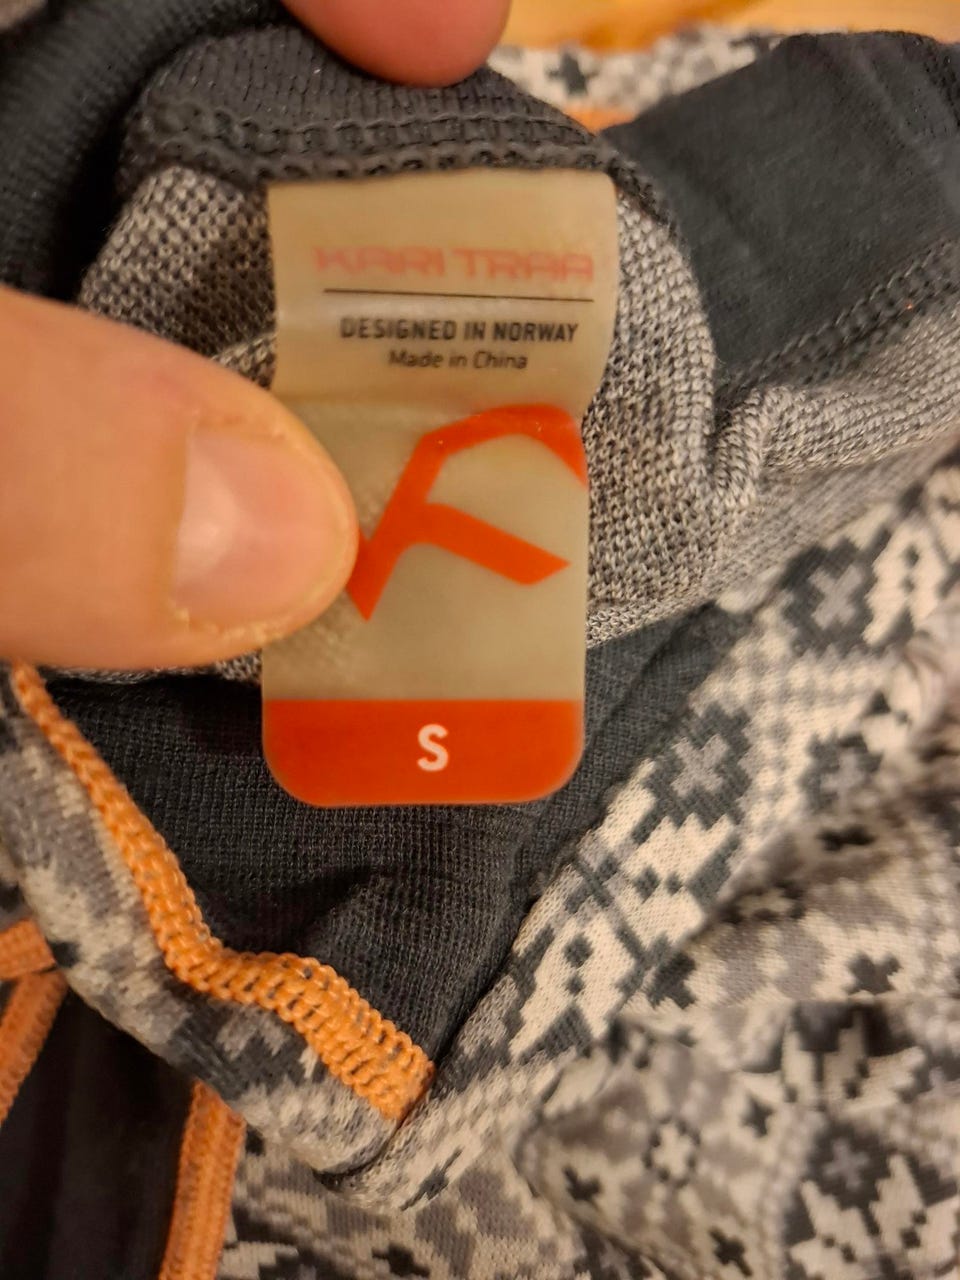 KARI TRAA
DESIGNED IN NORWAY
Made in China
S